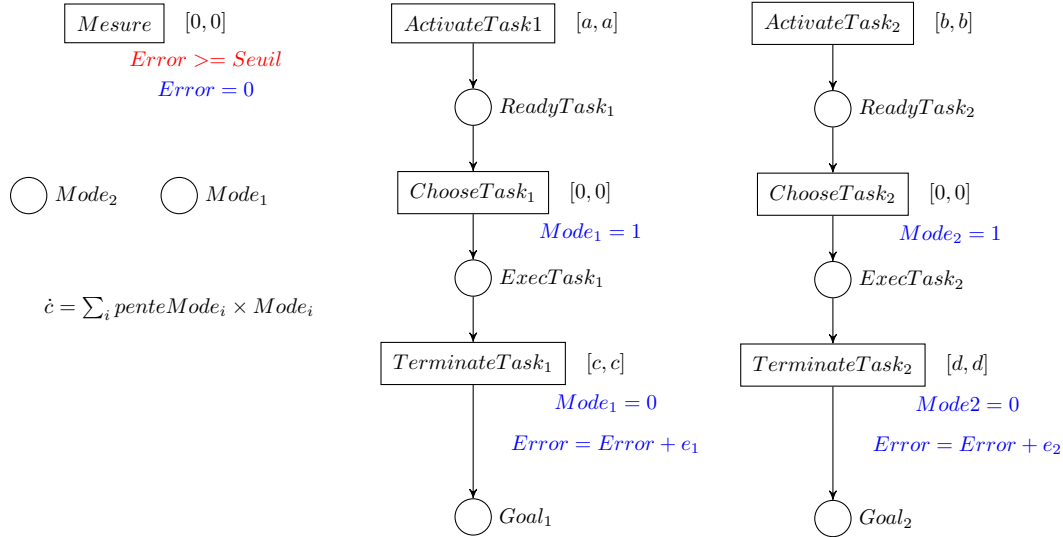 Mesure [0, 0]
Error >= Seuil
Error = 0
Mode₂ Mode₁
ċ = ∑ᵢ penteModeᵢ × Modeᵢ
ActivateTask1 [a, a]
ReadyTask₁
ChooseTask₁ [0, 0]
Mode₁ = 1
ExecTask₁
TerminateTask₁ [c, c]
Mode₁ = 0
Error = Error + e₁
Goal₁
ActivateTask₂ [b, b]
ReadyTask₂
ChooseTask₂ [0, 0]
Mode₂ = 1
ExecTask₂
TerminateTask₂ [d, d]
Mode2 = 0
Error = Error + e₂
Goal₂